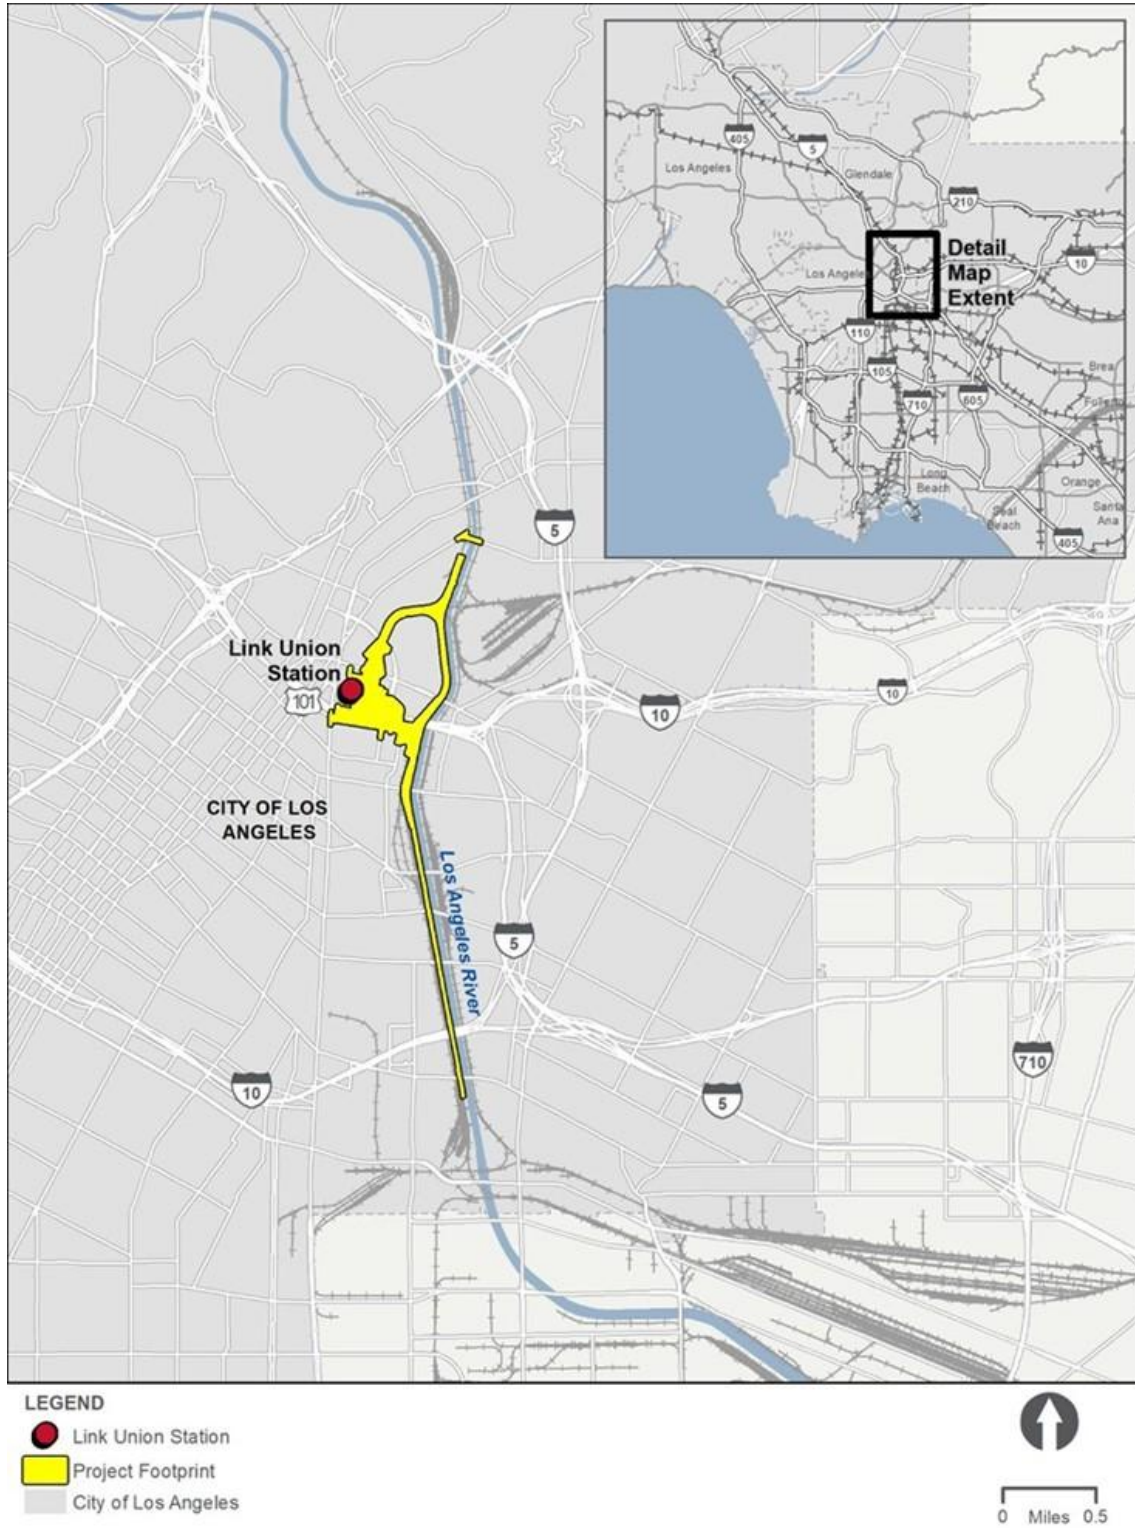 405
5
Los Angeles
Glendale
210
Detail
Map
Extent
10
110
105
710
605
Brea
Long
Beach
Seal
Beach
Orange
Santa
Ana
405
5
Link Union
Station
101
10
10
CITY OF LOS
ANGELES
Los Angeles River
5
710
10
5
LEGEND
Link Union Station
Project Footprint
City of Los Angeles
0 Miles 0.5